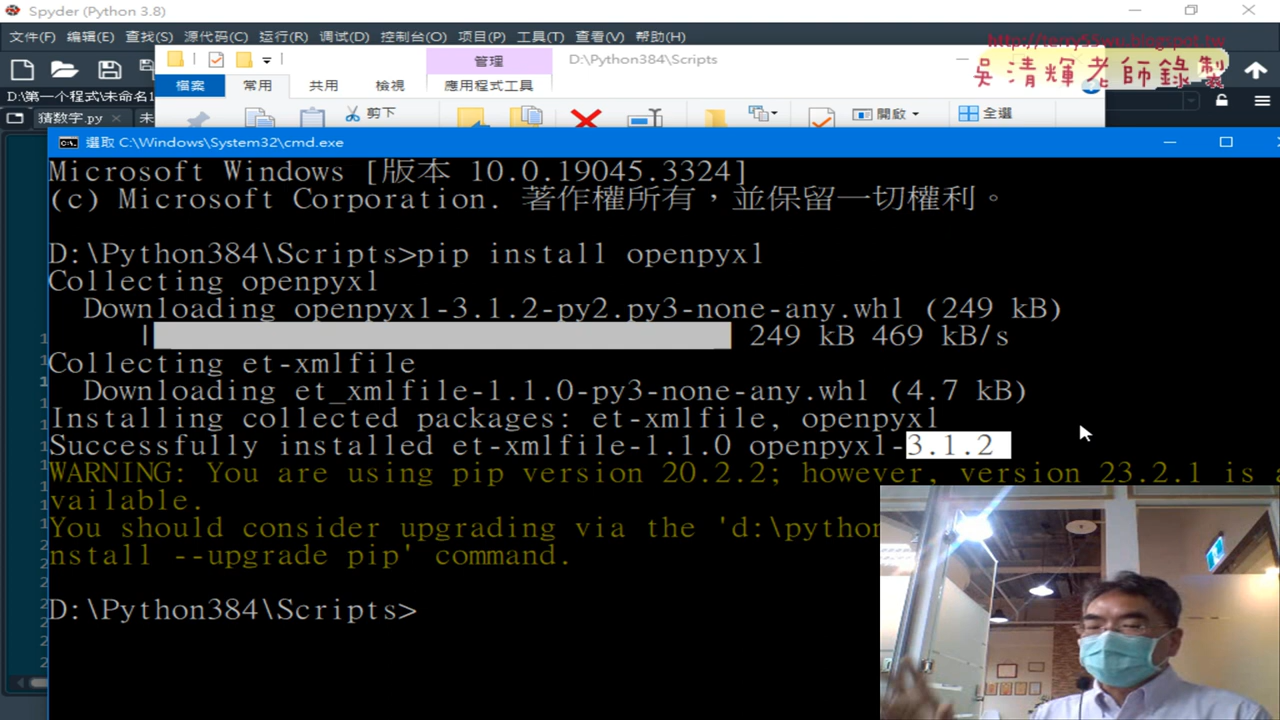 Spyder (Python 3.8)
文件(F) 编辑(E) 查找(S) 源代码(C) 运行(R) 调试(D) 控制台(O) 项目(P) 工具(T) 查看(V) 帮助(H)
http://terry55wu.blogspot.tw
吳清輝老師錄製
管理
D:\Python384\Scripts
檔案 常用 共用 檢視 應用程式工具
D:\第一个程式\未命名1
剪下
開啟
全選
猜数字.py
選取 C:\Windows\System32\cmd.exe
Microsoft Windows [版本 10.0.19045.3324]
(c) Microsoft Corporation. 著作權所有，並保留一切權利。
D:\Python384\Scripts>pip install openpyxl
Collecting openpyxl
Downloading openpyxl-3.1.2-py2.py3-none-any.whl (249 kB)
249 kB 469 kB/s
Collecting et-xmlfile
Downloading et_xmlfile-1.1.0-py3-none-any.whl (4.7 kB)
Installing collected packages: et-xmlfile, openpyxl
Successfully installed et-xmlfile-1.1.0 openpyxl-3.1.2
WARNING: You are using pip version 20.2.2; however, version 23.2.1 is a
vailable.
You should consider upgrading via the 'd:\python
nstall --upgrade pip' command.
D:\Python384\Scripts>